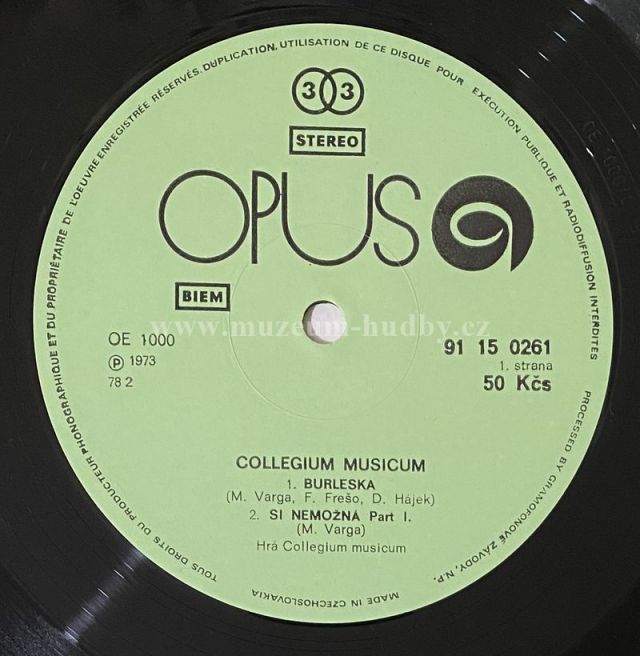 TOUS DROITS DU PRODUCTEUR PHONOGRAPHIQUE ET DU PROPRIÉTAIRE DE L'OEUVRE ENREGISTRÉE RÉSERVÉS. DUPLICATION, UTILISATION DE CE DISQUE POUR EXÉCUTION PUBLIQUE ET RADIODIFFUSION INTERDITES
33
STEREO
OPUS
BIEM
www.muzeum-hudby.cz
OE 1000
Ⓟ 1973
78 2
91 15 0261
1. strana
50 Kčs
COLLEGIUM MUSICUM
1. BURLESKA
(M. Varga, F. Frešo, D. Hájek)
2. SI NEMOŽNÁ Part I.
(M. Varga)
Hrá Collegium musicum
PROCESSED BY GRAMOFONOVÉ ZÁVODY, N.P.
MADE IN CZECHOSLOVAKIA